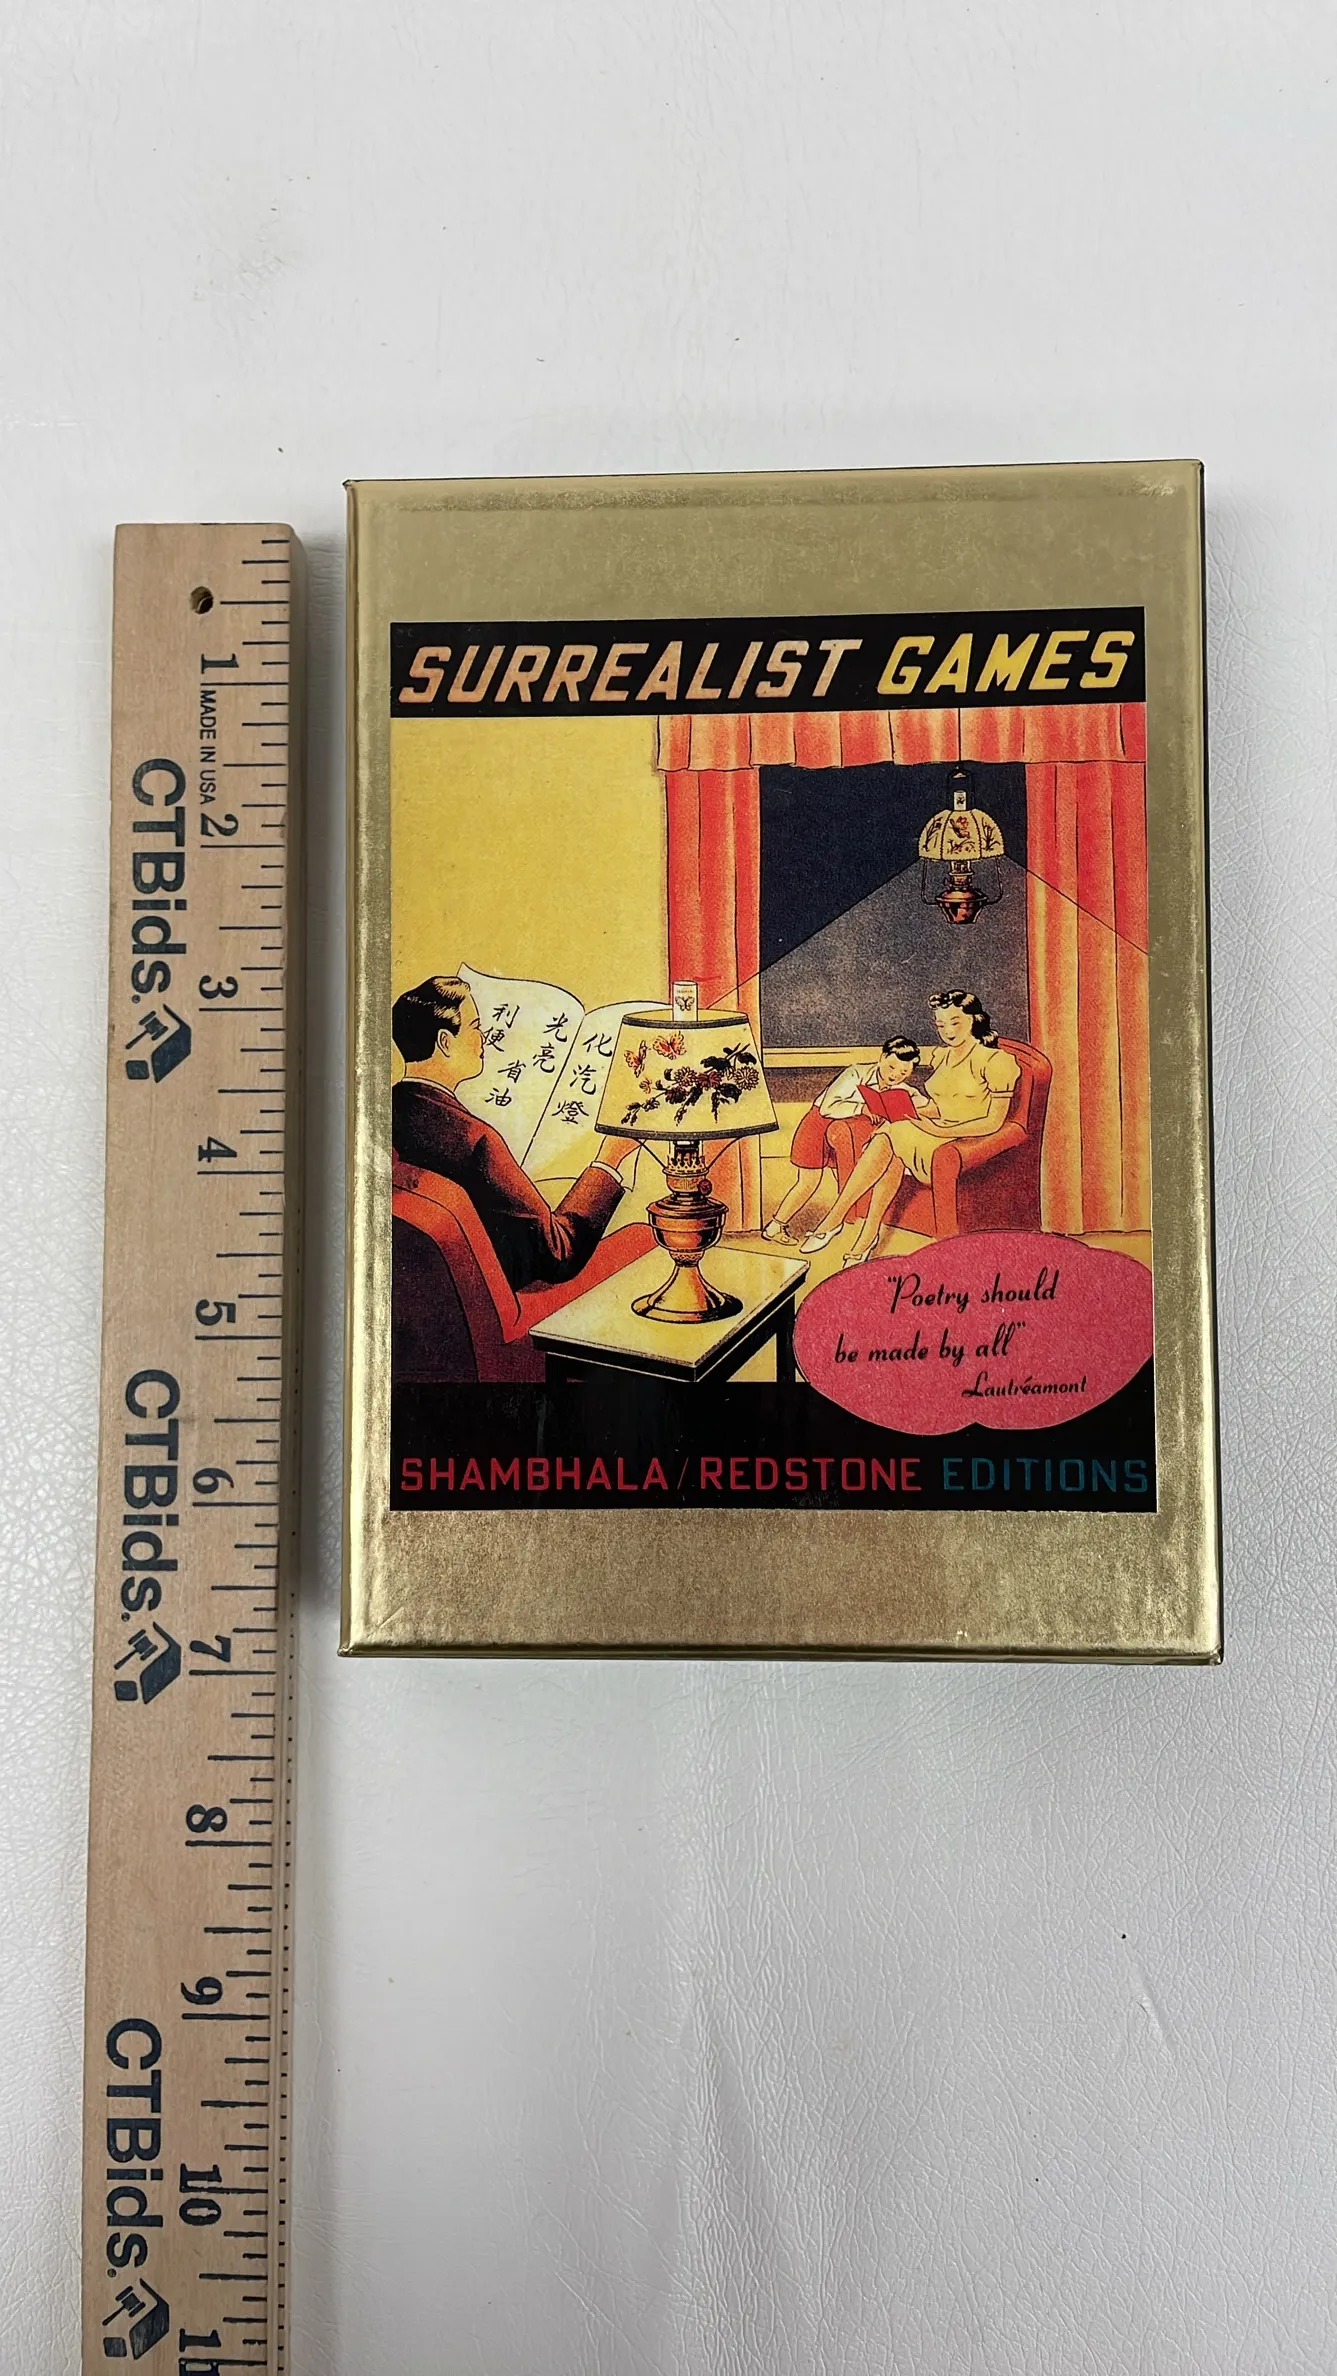 SURREALIST GAMES
利便
省油
光亮
化汽燈
"Poetry should
be made by all"
Lautréamont
SHAMBHALA/REDSTONE EDITIONS
1
MADE IN USA
2
CTBids.
3
4
5
CTBids.
6
7
8
9
CTBids.
10
11